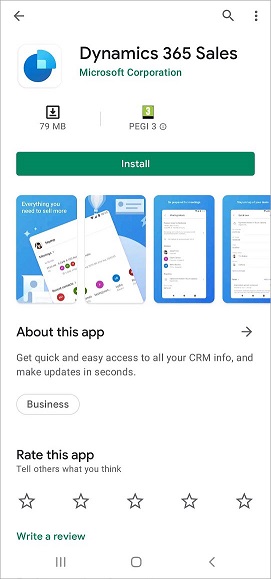 Dynamics 365 Sales
Microsoft Corporation
79 MB
3
PEGI 3
Install
Everything you
need to sell more
About this app
Get quick and easy access to all your CRM info, and
make updates in seconds.
Business
Rate this app
Tell others what you think
Write a review